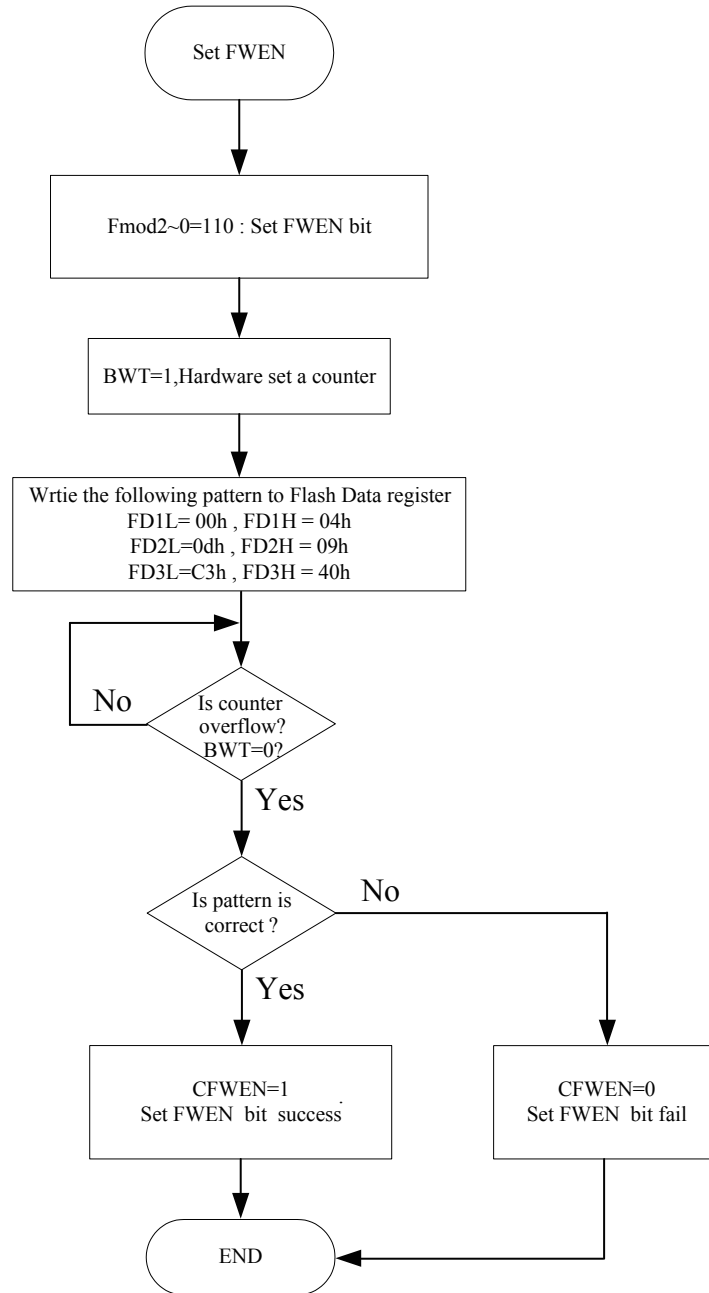 Set FWEN
Fmod2~0=110 : Set FWEN bit
BWT=1,Hardware set a counter
Wrtie the following pattern to Flash Data register
FD1L= 00h , FD1H = 04h
FD2L=0dh , FD2H = 09h
FD3L=C3h , FD3H = 40h
No
Is counter
overflow?
BWT=0?
Yes
Is pattern is
correct ?
No
Yes
CFWEN=1
Set FWEN bit success
CFWEN=0
Set FWEN bit fail
END